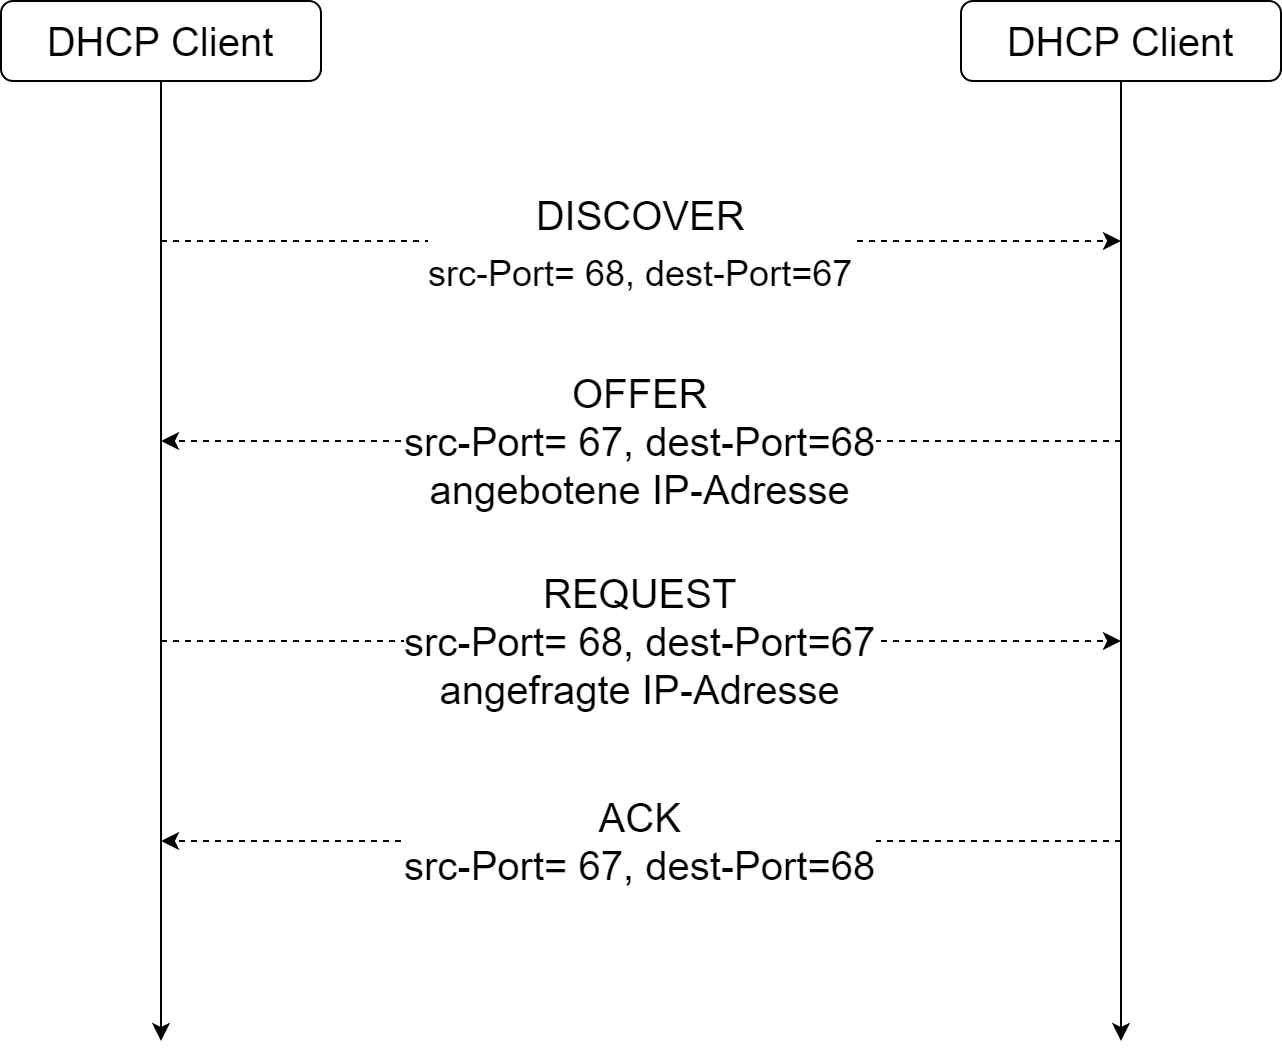 DHCP Client
DHCP Client
DISCOVER
src-Port= 68, dest-Port=67
OFFER
src-Port= 67, dest-Port=68
angebotene IP-Adresse
REQUEST
src-Port= 68, dest-Port=67
angefragte IP-Adresse
ACK
src-Port= 67, dest-Port=68